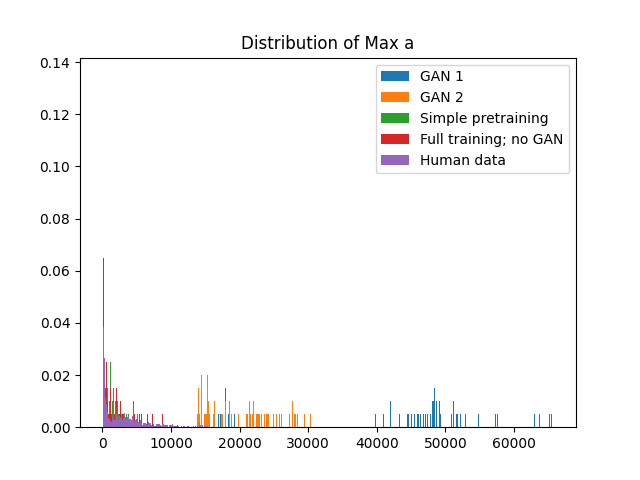 Distribution of Max a
0.14
0.12
0.10
0.08
0.06
0.04
0.02
0.00
GAN 1
GAN 2
Simple pretraining
Full training; no GAN
Human data
0 10000 20000 30000 40000 50000 60000